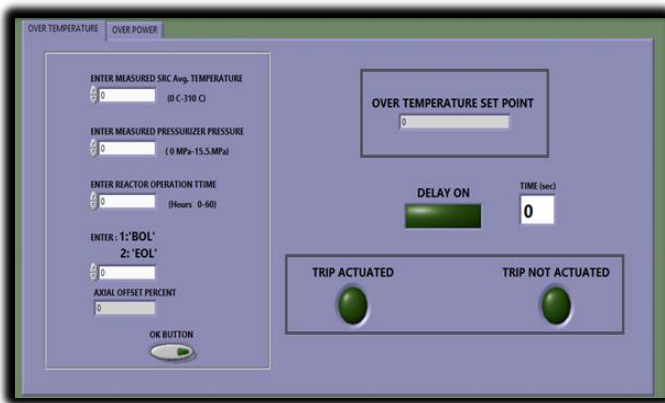 OVER TEMPERATURE
OVER POWER
ENTER MEASURED SRC Avg. TEMPERATURE
0
(0 C-310 C)
ENTER MEASURED PRESSURIZER PRESSURE
0
( 0 MPa-15.5.MPa)
ENTER REACTOR OPERATION TTIME
0
(Hours 0-60)
ENTER : 1:'BOL'
2: 'EOL'
0
AXIAL OFFSET PERCENT
0
OK BUTTON
OVER TEMPERATURE SET POINT
0
DELAY ON
TIME (sec)
0
TRIP ACTUATED
TRIP NOT ACTUATED